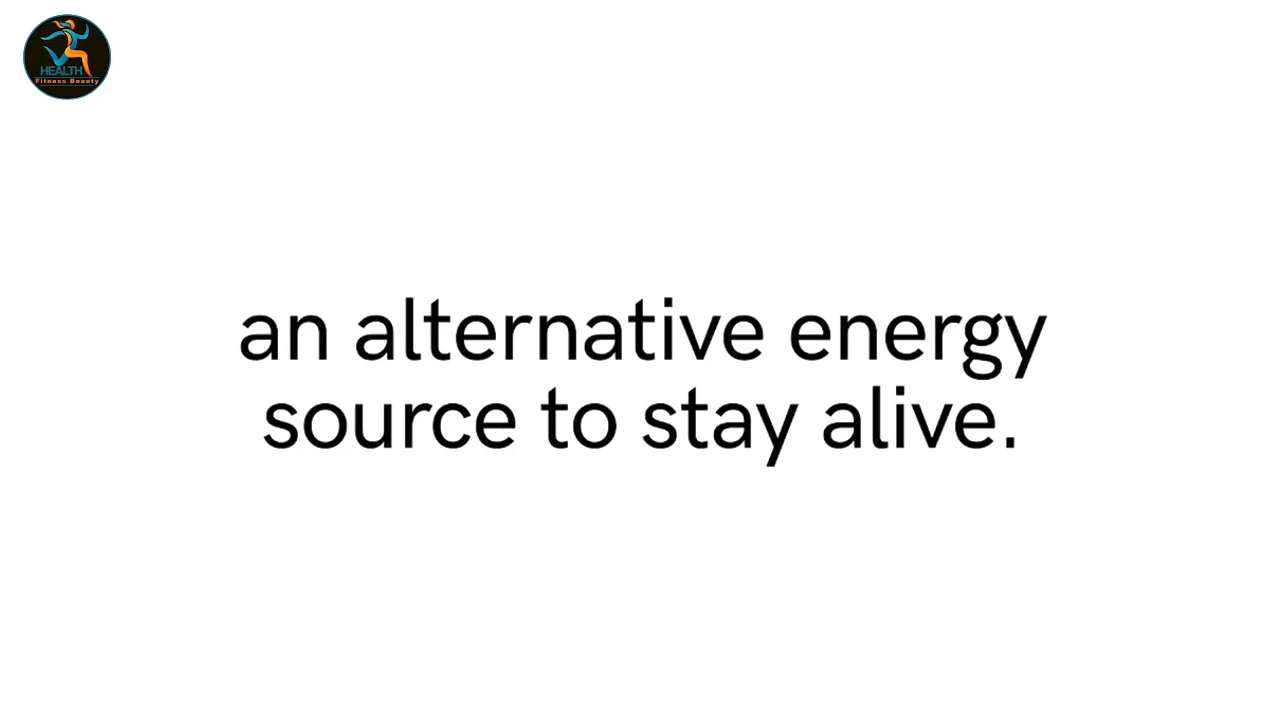 HEALTH
Fitness Beauty
an alternative energy
source to stay alive.